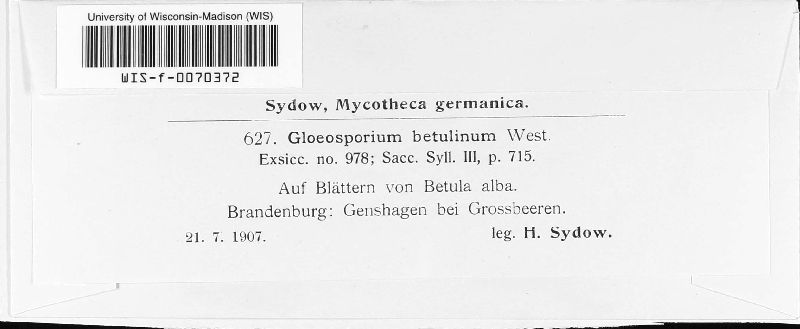 University of Wisconsin-Madison (WIS)
WIS-f-0070372
Sydow, Mycotheca germanica.
627. Gloeosporium betulinum West.
Exsicc. no. 978; Sacc. Syll. III, p. 715.
Auf Blättern von Betula alba.
Brandenburg: Genshagen bei Grossbeeren.
21. 7. 1907. leg. H. Sydow.